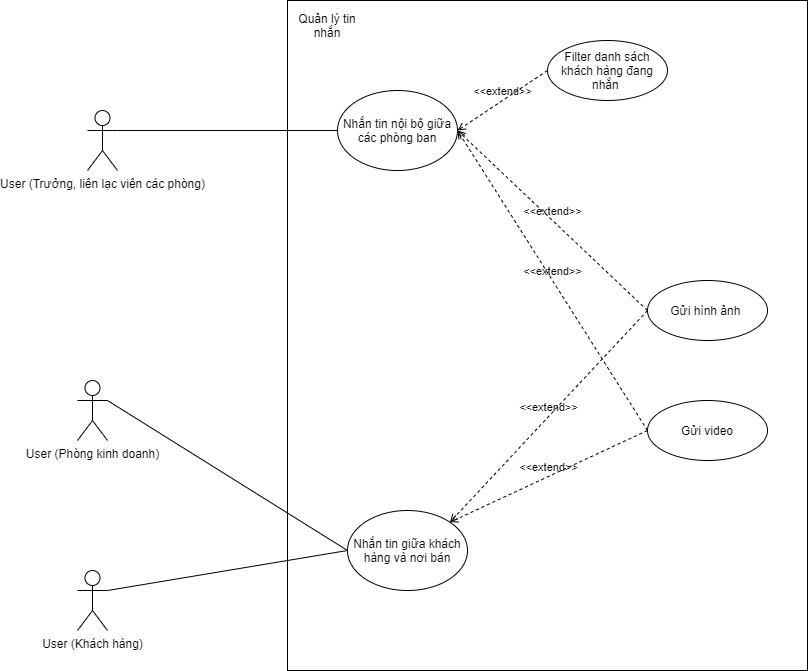 Quản lý tin
nhắn
Filter danh sách
khách hàng đang
nhắn
<<extend>>
Nhắn tin nội bộ giữa
các phòng ban
User (Trưởng, liên lạc viên các phòng)
<<extend>>
<<extend>>
Gửi hình ảnh
<<extend>>
Gửi video
User (Phòng kinh doanh)
<<extend>>
Nhắn tin giữa khách
hàng và nơi bán
User (Khách hàng)